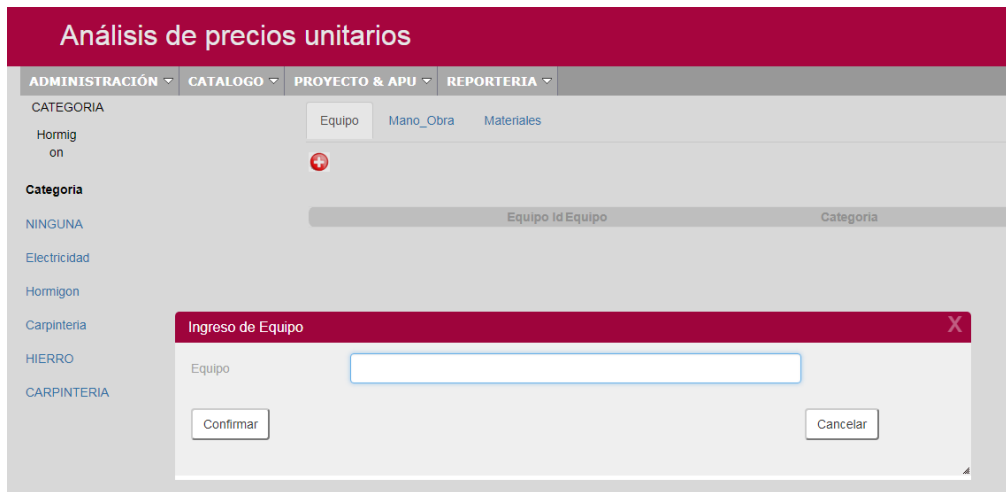 Análisis de precios unitarios
ADMINISTRACIÓN CATALOGO PROYECTO & APU REPORTERIA
CATEGORIA
Hormig
on
Categoria
NINGUNA
Electricidad
Hormigon
Carpinteria
HIERRO
CARPINTERIA
Equipo Mano_Obra Materiales
Equipo Id Equipo Categoria
Ingreso de Equipo X
Equipo
Confirmar Cancelar